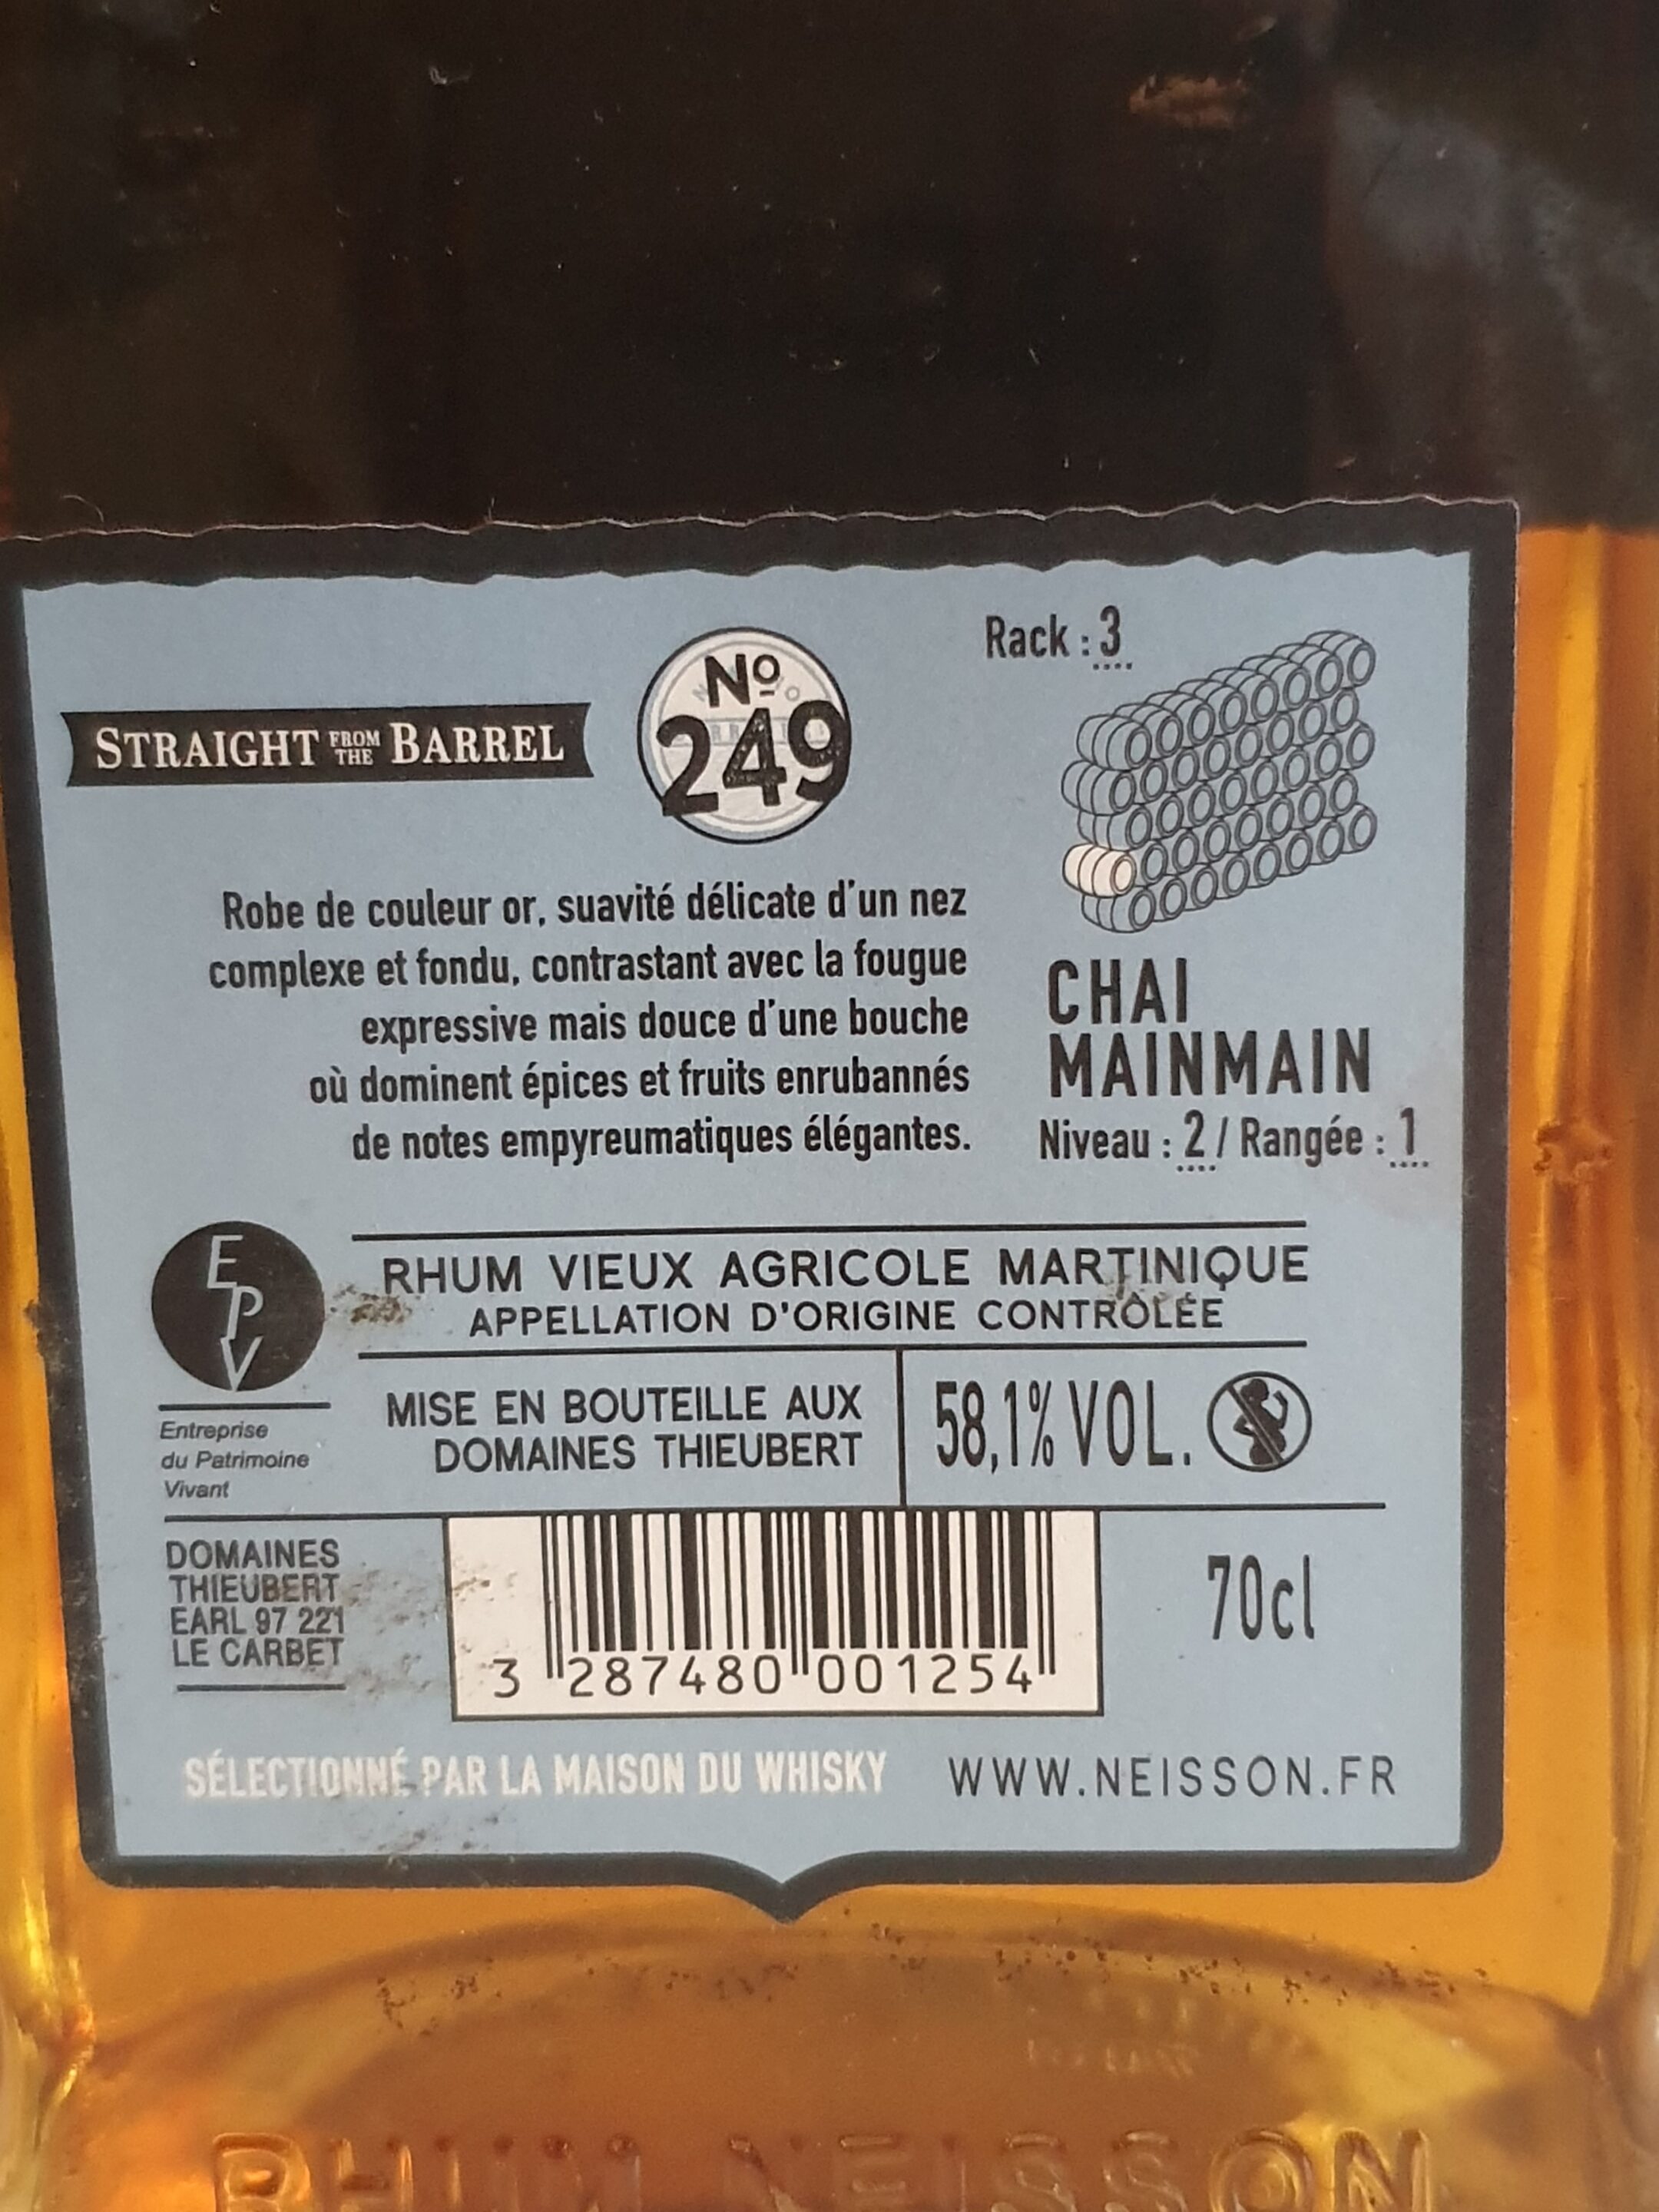 Rack : 3
Nº
249
STRAIGHT FROM THE BARREL
Robe de couleur or, suavité délicate d'un nez
complexe et fondu, contrastant avec la fougue
expressive mais douce d'une bouche
où dominent épices et fruits enrubannés
de notes empyreumatiques élégantes.
CHAI
MAINMAIN
Niveau : 2 / Rangée : 1
EPV
Entreprise
du Patrimoine
Vivant
RHUM VIEUX AGRICOLE MARTINIQUE
APPELLATION D'ORIGINE CONTRÔLÉE
MISE EN BOUTEILLE AUX
DOMAINES THIEUBERT
58,1% VOL.
DOMAINES
THIEUBERT
EARL 97 221
LE CARBET
3 287480 001254
70cl
SÉLECTIONNÉ PAR LA MAISON DU WHISKY
WWW.NEISSON.FR
RHUM NEISSON